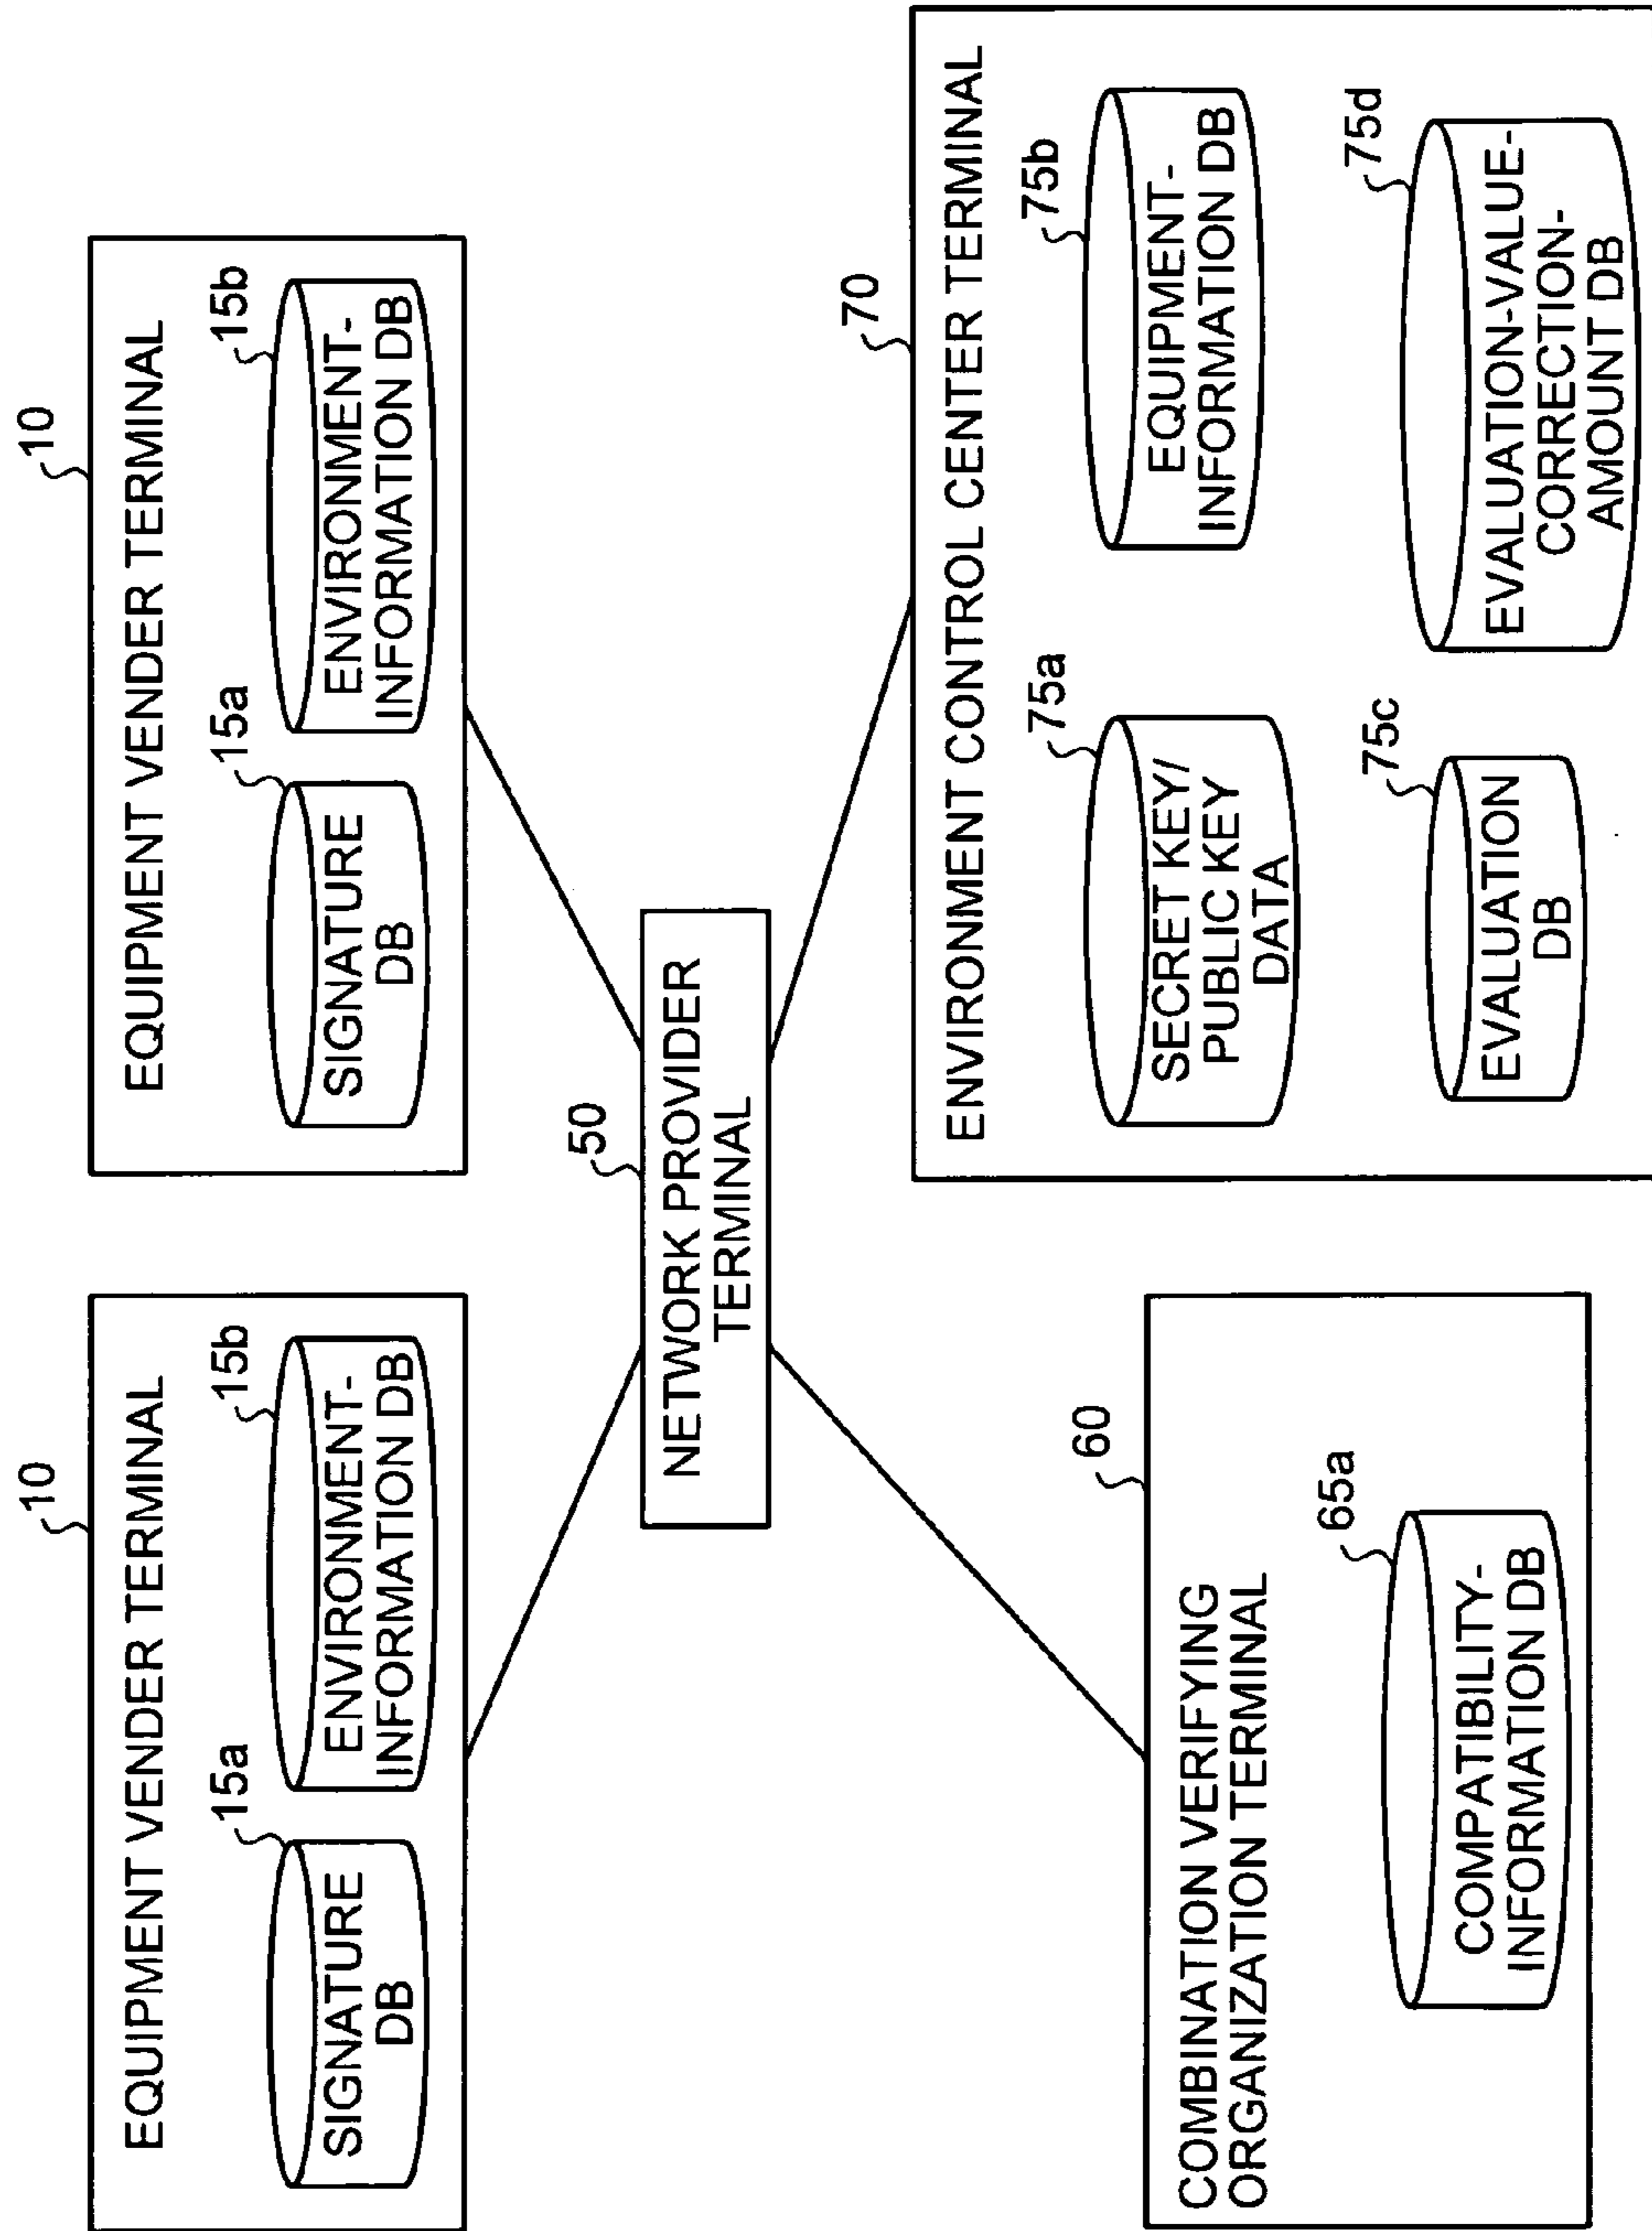 10
EQUIPMENT VENDER TERMINAL
15a
SIGNATURE
DB
15b
ENVIRONMENT-
INFORMATION DB
10
EQUIPMENT VENDER TERMINAL
15a
SIGNATURE
DB
15b
ENVIRONMENT-
INFORMATION DB
50
NETWORK PROVIDER
TERMINAL
60
COMBINATION VERIFYING
ORGANIZATION TERMINAL
65a
COMPATIBILITY-
INFORMATION DB
70
ENVIRONMENT CONTROL CENTER TERMINAL
75a
SECRET KEY/
PUBLIC KEY
DATA
75b
EQUIPMENT-
INFORMATION DB
75c
EVALUATION
DB
75d
EVALUATION-VALUE-
CORRECTION-
AMOUNT DB